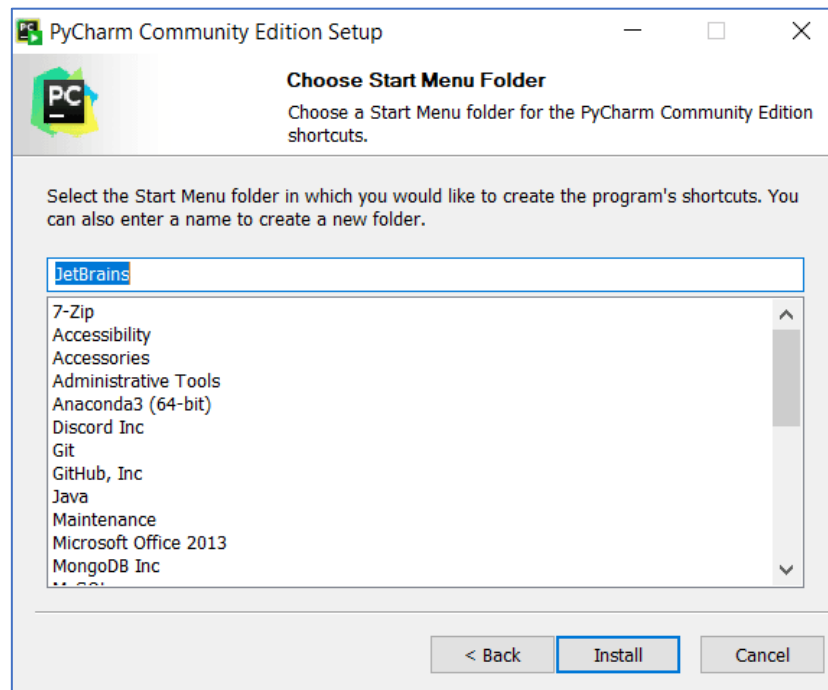 PyCharm Community Edition Setup
PC
Choose Start Menu Folder
Choose a Start Menu folder for the PyCharm Community Edition
shortcuts.
Select the Start Menu folder in which you would like to create the program's shortcuts. You
can also enter a name to create a new folder.
JetBrains
7-Zip
Accessibility
Accessories
Administrative Tools
Anaconda3 (64-bit)
Discord Inc
Git
GitHub, Inc
Java
Maintenance
Microsoft Office 2013
MongoDB Inc
< Back Install Cancel